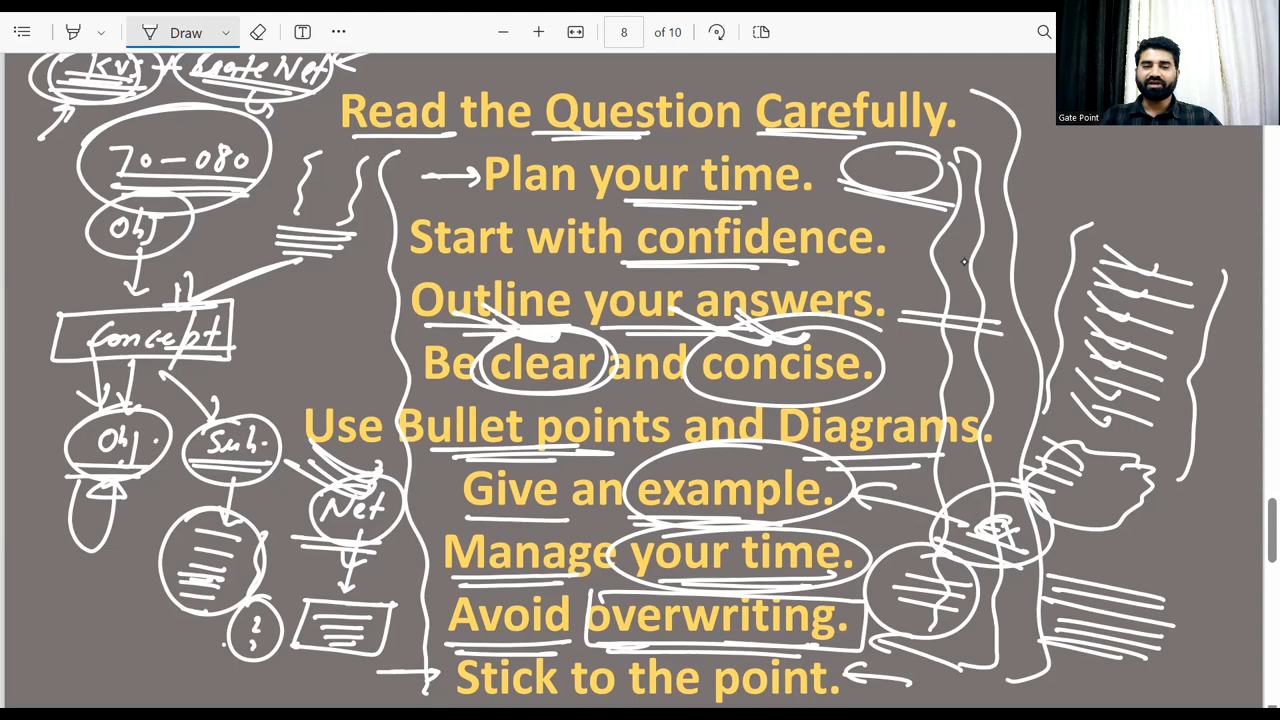 Draw
8 of 10
Gate Point
KVS + State Net
Read the Question Carefully.
70-080
Plan your time.
Obj
Start with confidence.
Outline your answers.
Concept
Be clear and concise.
Use Bullet points and Diagrams.
Obj.
Sub.
Give an example.
Net
Manage your time.
Avoid overwriting.
Stick to the point.